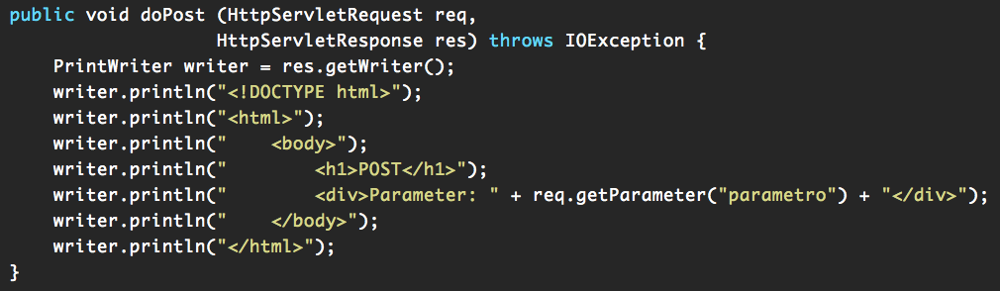 public void doPost (HttpServletRequest req,
                   HttpServletResponse res) throws IOException {
    PrintWriter writer = res.getWriter();
    writer.println("<!DOCTYPE html>");
    writer.println("<html>");
    writer.println("    <body>");
    writer.println("        <h1>POST</h1>");
    writer.println("        <div>Parameter: " + req.getParameter("parametro") + "</div>");
    writer.println("    </body>");
    writer.println("</html>");
}